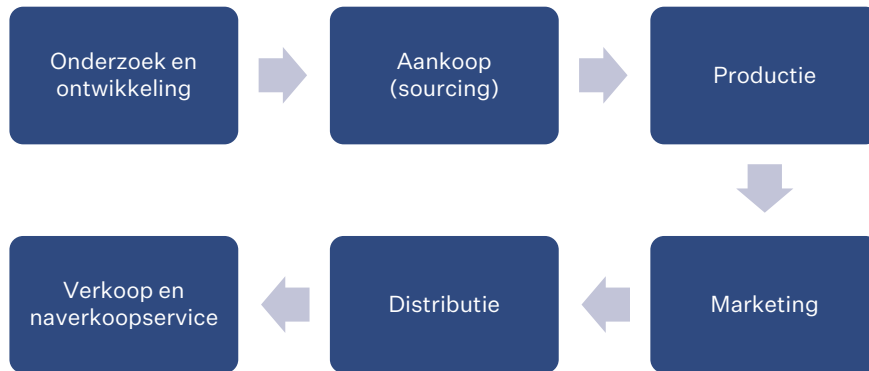 Onderzoek en
ontwikkeling
Aankoop
(sourcing)
Productie
Marketing
Distributie
Verkoop en
naverkoopservice